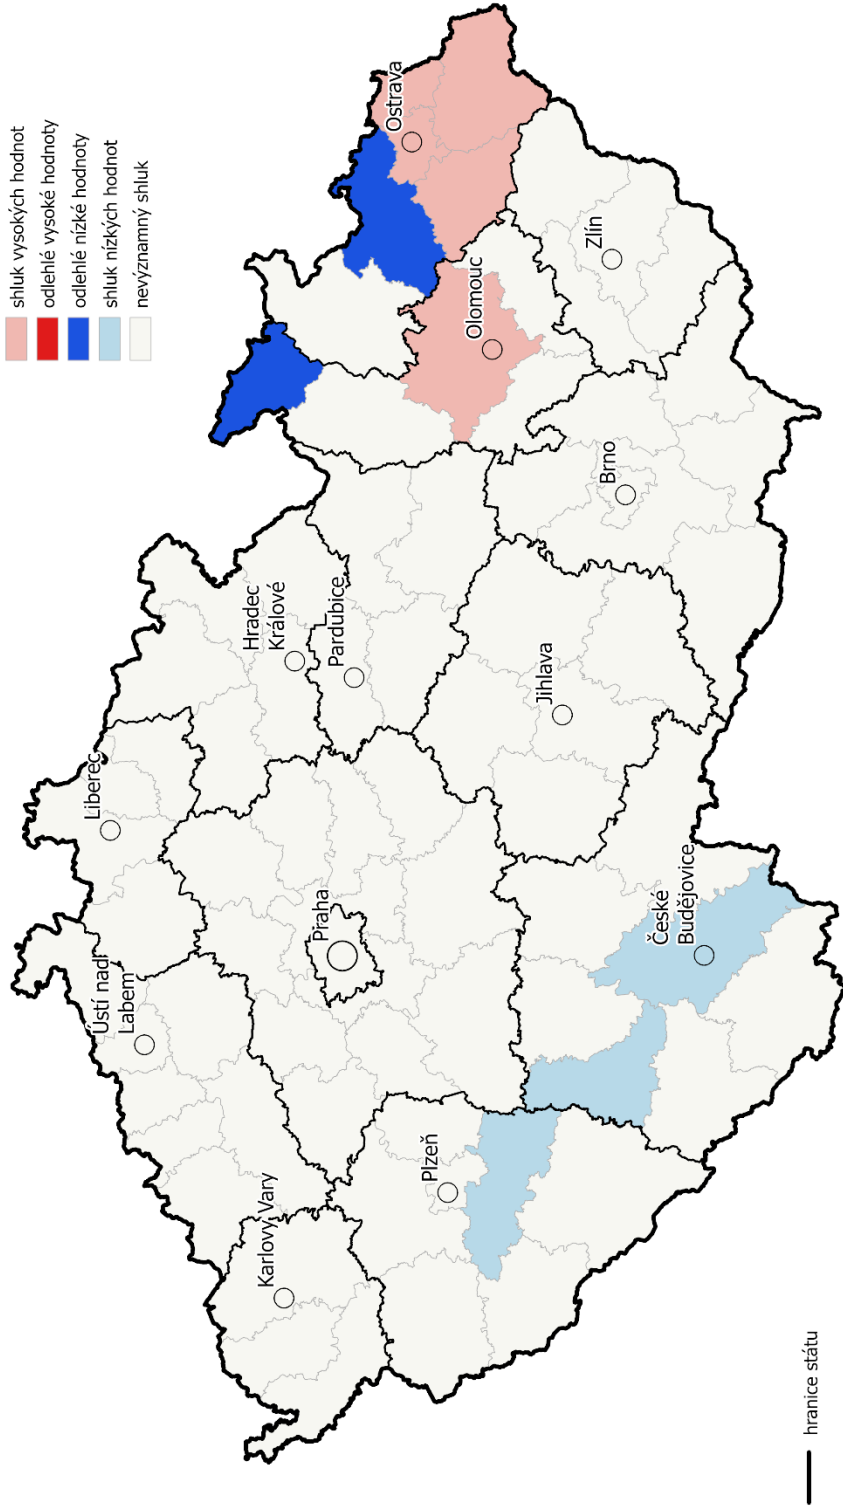 shluk vysokých hodnot
odlehlé vysoké hodnoty
odlehlé nízké hodnoty
shluk nízkých hodnot
nevýznamný shluk
Liberec
Ústí nad
Labem
Karlovy Vary
Hradec
Králové
Praha
Pardubice
Plzeň
Ostrava
Olomouc
Jihlava
Brno
Zlín
České
Budějovice
hranice státu